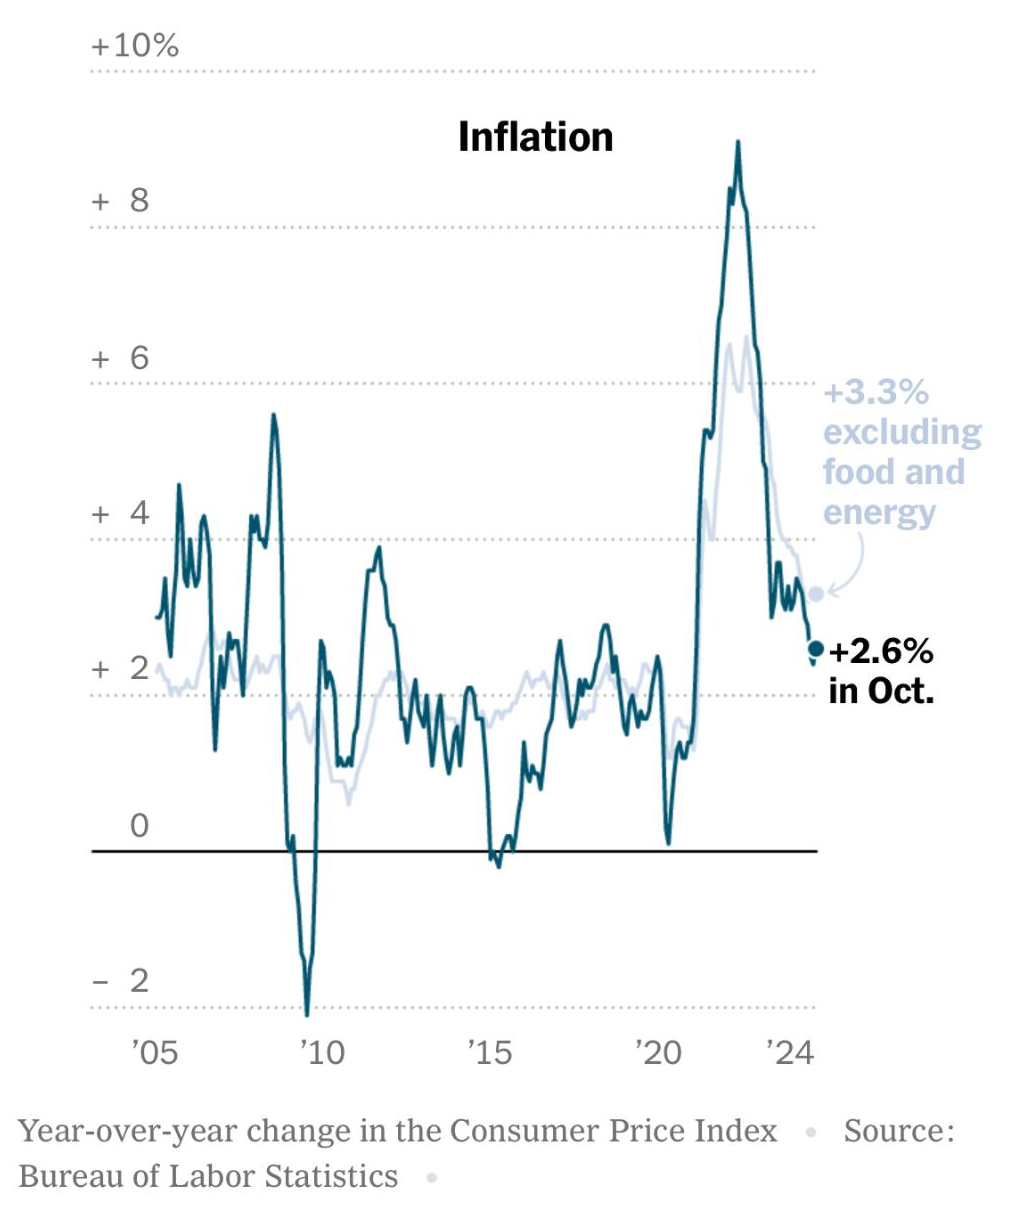 +10%
Inflation
+ 8
+ 6
+3.3%
excluding
food and
energy
+ 4
+ 2
+2.6%
in Oct.
0
– 2
’05 ’10 ’15 ’20 ’24
Year-over-year change in the Consumer Price Index • Source:
Bureau of Labor Statistics •